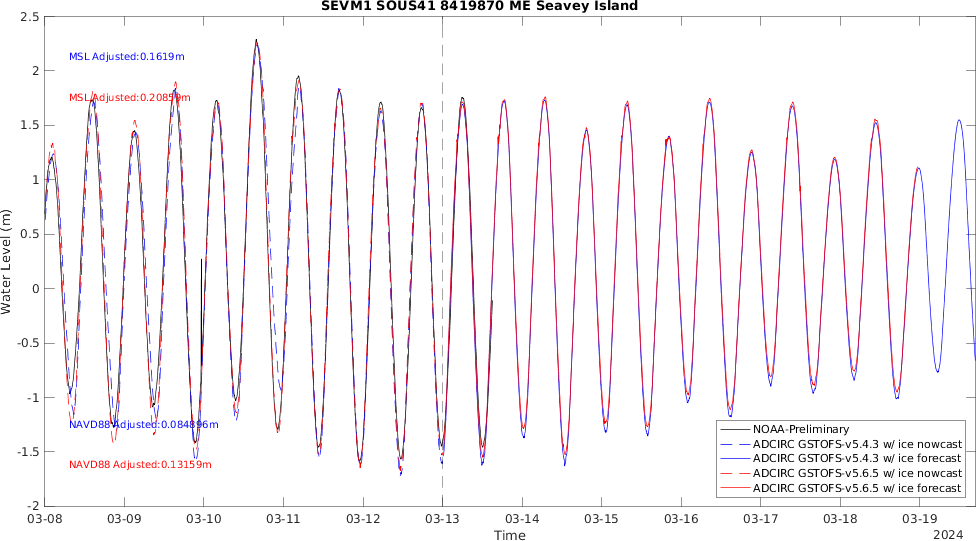 SEVM1 SOUS41 8419870 ME Seavey Island
2.5
2
1.5
1
0.5
0
-0.5
-1
-1.5
-2
Water Level (m)
MSL Adjusted:0.1619m
MSL Adjusted:0.20859m
NAVD88 Adjusted:0.084896m
NAVD88 Adjusted:0.13159m
NOAA-Preliminary
ADCIRC GSTOFS-v5.4.3 w/ ice nowcast
ADCIRC GSTOFS-v5.4.3 w/ ice forecast
ADCIRC GSTOFS-v5.6.5 w/ ice nowcast
ADCIRC GSTOFS-v5.6.5 w/ ice forecast
03-08 03-09 03-10 03-11 03-12 03-13 03-14 03-15 03-16 03-17 03-18 03-19
Time
2024